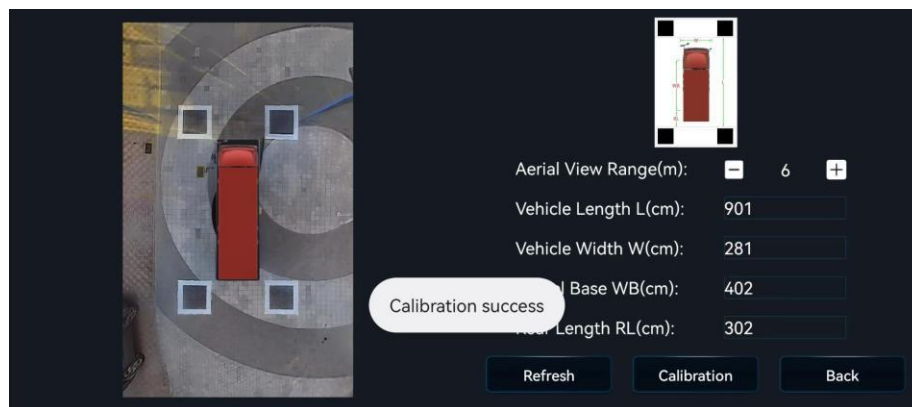 Aerial View Range(m): 6
Vehicle Length L(cm): 901
Vehicle Width W(cm): 281
Base WB(cm): 402
Calibration success
Length RL(cm): 302
Refresh Calibration Back